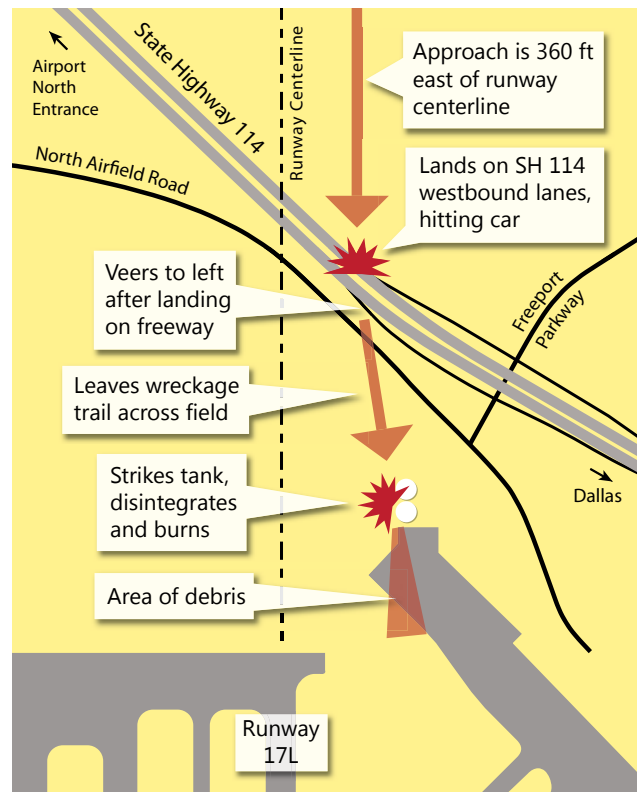 Airport
North
Entrance
State Highway 114
Runway Centerline
Approach is 360 ft
east of runway
centerline
North Airfield Road
Lands on SH 114
westbound lanes,
hitting car
Veers to left
after landing
on freeway
Freeport
Parkway
Leaves wreckage
trail across field
Strikes tank,
disintegrates
and burns
Dallas
Area of debris
Runway
17L